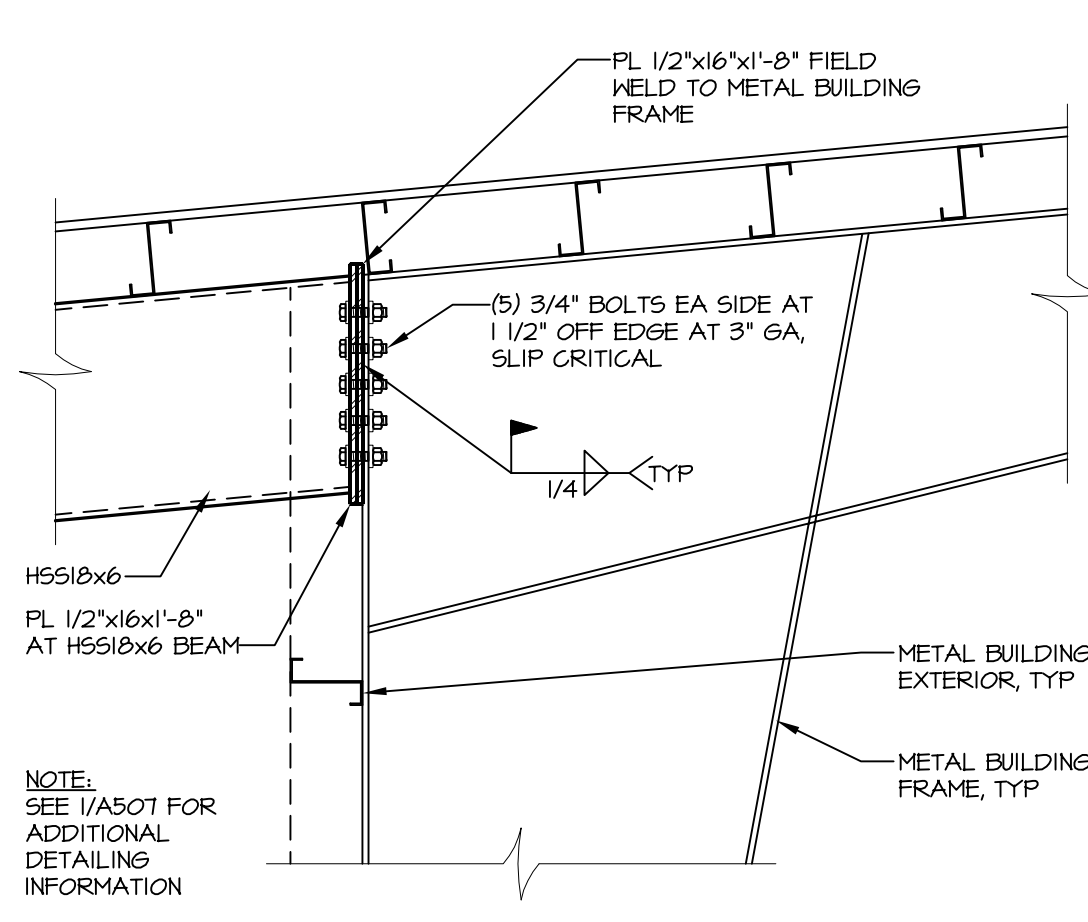 PL 1/2"x16"x1'-8" FIELD
WELD TO METAL BUILDING
FRAME
(5) 3/4" BOLTS EA SIDE AT
1 1/2" OFF EDGE AT 3" GA,
SLIP CRITICAL
1/4
TYP
HSS18x6
PL 1/2"x16x1'-8"
AT HSS18x6 BEAM
METAL BUILDING
EXTERIOR, TYP
METAL BUILDING
FRAME, TYP
NOTE:
SEE 1/A507 FOR
ADDITIONAL
DETAILING
INFORMATION